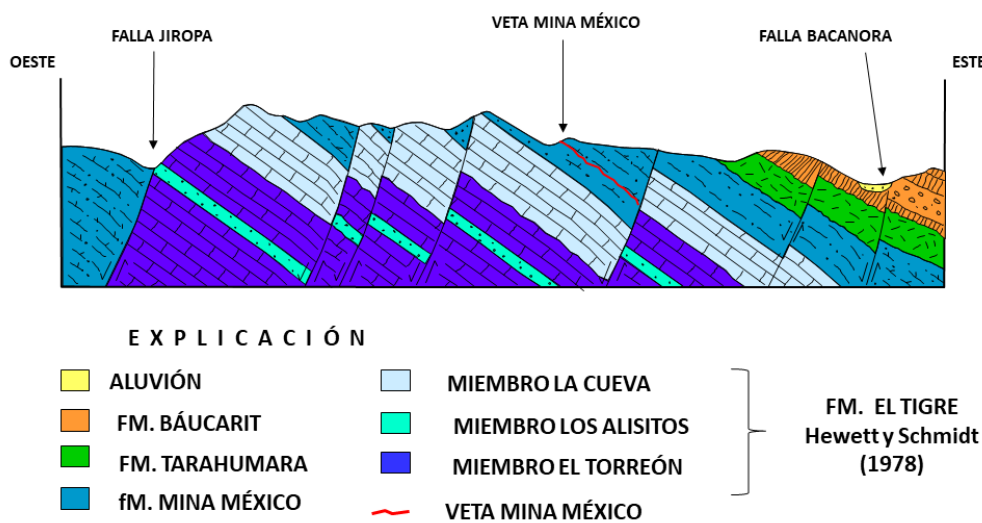 VETA MINA MÉXICO
FALLA JIROPA
FALLA BACANORA
OESTE
ESTE
E X P L I C A C I Ó N
ALUVIÓN
FM. BÁUCARIT
FM. TARAHUMARA
fM. MINA MÉXICO
MIEMBRO LA CUEVA
MIEMBRO LOS ALISITOS
MIEMBRO EL TORREÓN
VETA MINA MÉXICO
FM. EL TIGRE
Hewett y Schmidt
(1978)